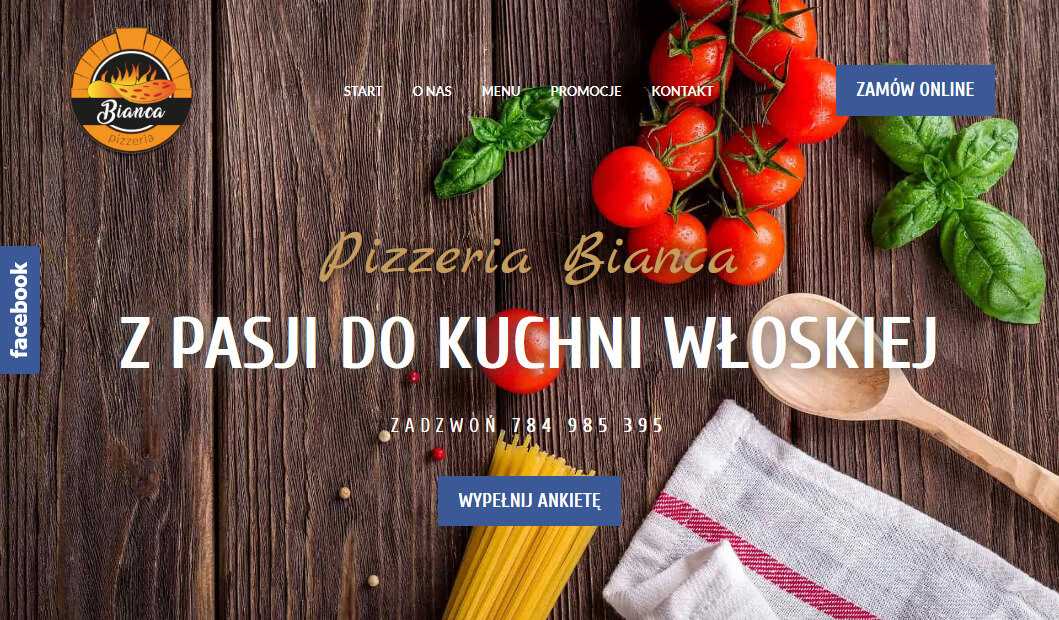 Bianca
pizzeria
START O NAS MENU PROMOCJE KONTAKT
ZAMÓW ONLINE
facebook
Pizzeria Bianca
Z PASJI DO KUCHNI WŁOSKIEJ
ZADZWOŃ 784 985 395
WYPEŁNIJ ANKIETĘ